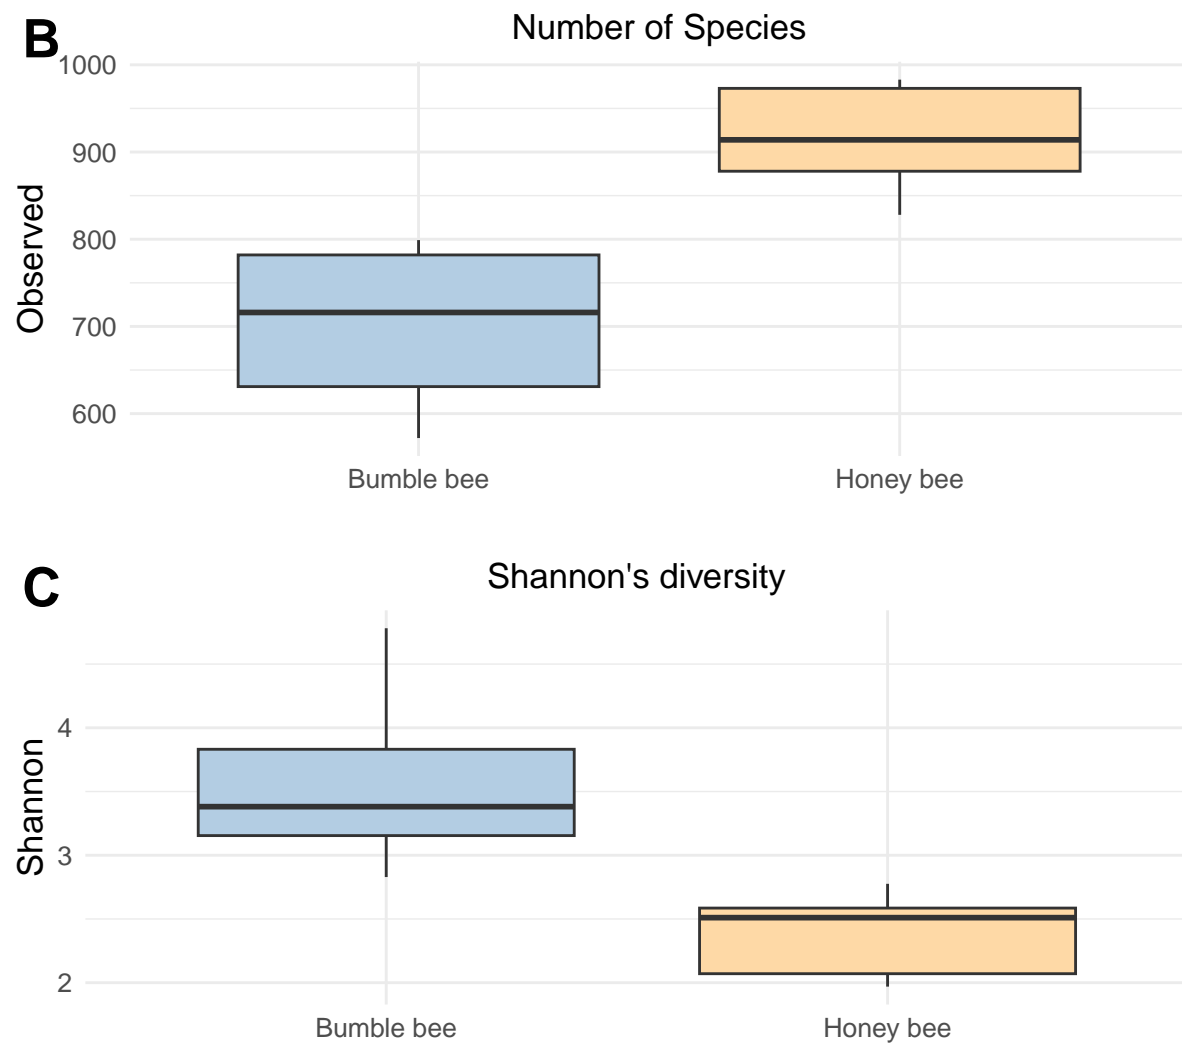 B
Number of Species
Observed
1000
900
800
700
600
Bumble bee Honey bee
C
Shannon's diversity
Shannon
4
3
2
Bumble bee Honey bee